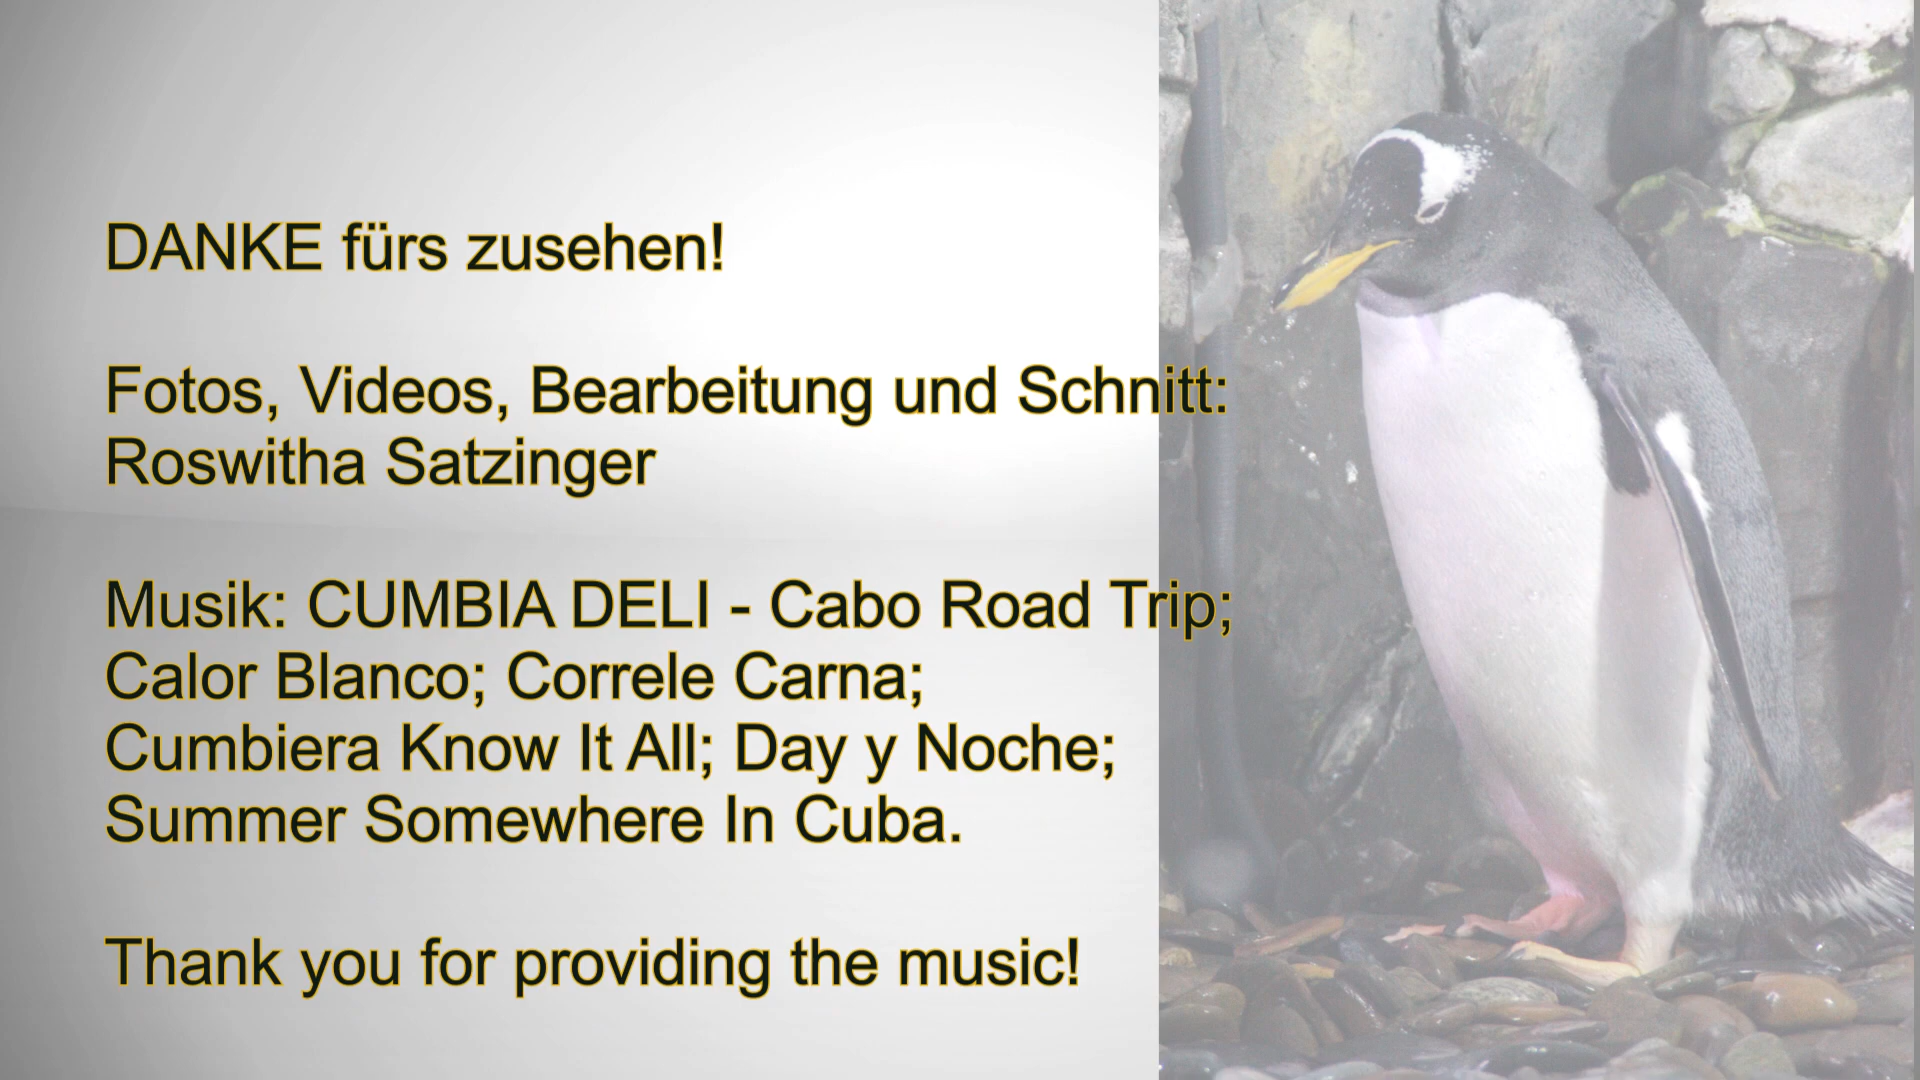 DANKE fürs zusehen!
Fotos, Videos, Bearbeitung und Schnitt:
Roswitha Satzinger
Musik: CUMBIA DELI - Cabo Road Trip;
Calor Blanco; Correle Carna;
Cumbiera Know It All; Day y Noche;
Summer Somewhere In Cuba.
Thank you for providing the music!